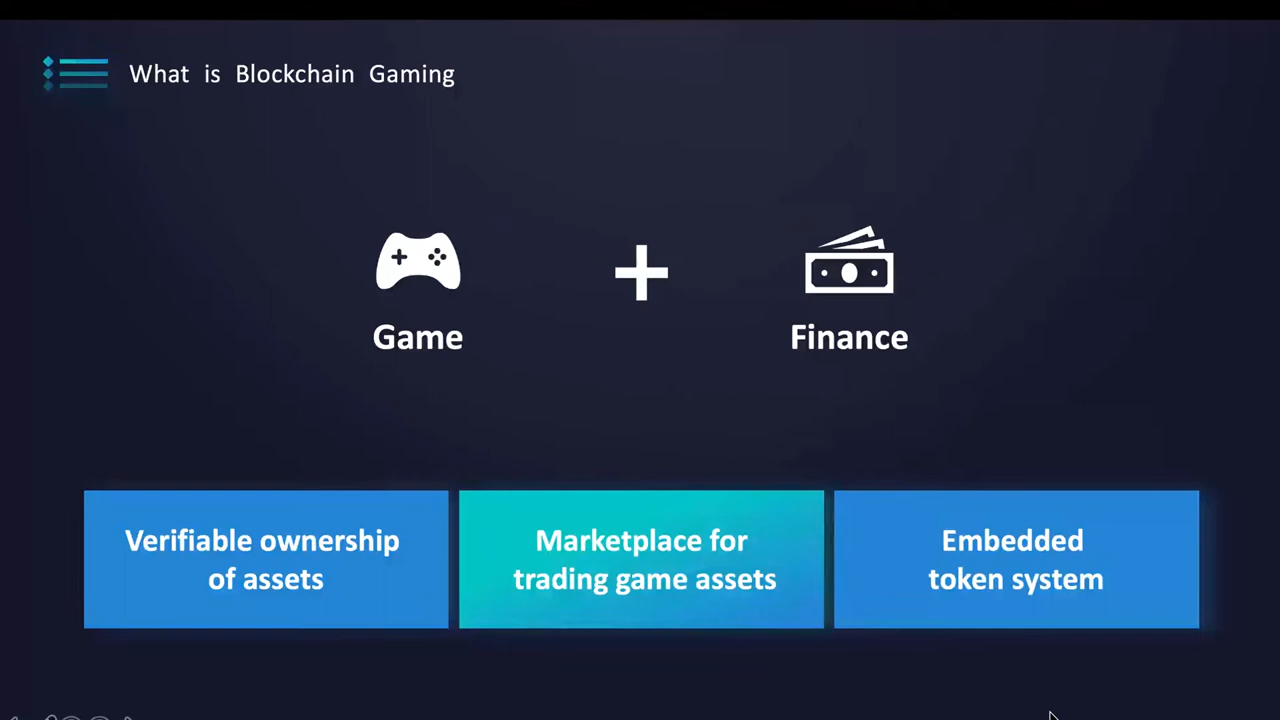 What is Blockchain Gaming
Game
Finance
Verifiable ownership
of assets
Marketplace for
trading game assets
Embedded
token system